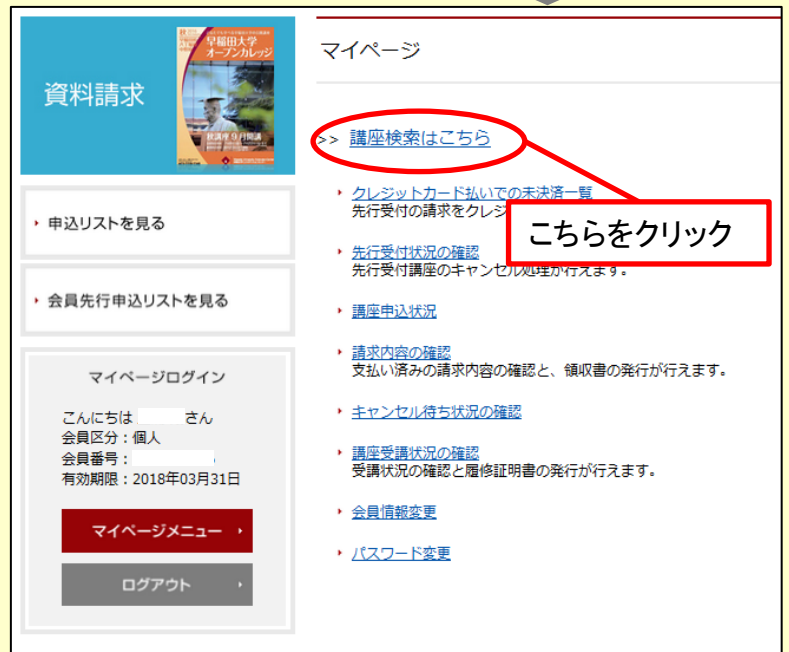 資料請求
早稲田大学
オープンカレッジ
秋講座 9月開講
申込リストを見る
会員先行申込リストを見る
マイページログイン
こんにちは さん
会員区分：個人
会員番号：
有効期限：2018年03月31日
マイページメニュー
ログアウト
マイページ
>> 講座検索はこちら
こちらをクリック
クレジットカード払いでの未決済一覧
先行受付の請求をクレジ
先行受付状況の確認
先行受付講座のキャンセル処理が行えます。
講座申込状況
請求内容の確認
支払い済みの請求内容の確認と、領収書の発行が行えます。
キャンセル待ち状況の確認
講座受講状況の確認
受講状況の確認と履修証明書の発行が行えます。
会員情報変更
パスワード変更